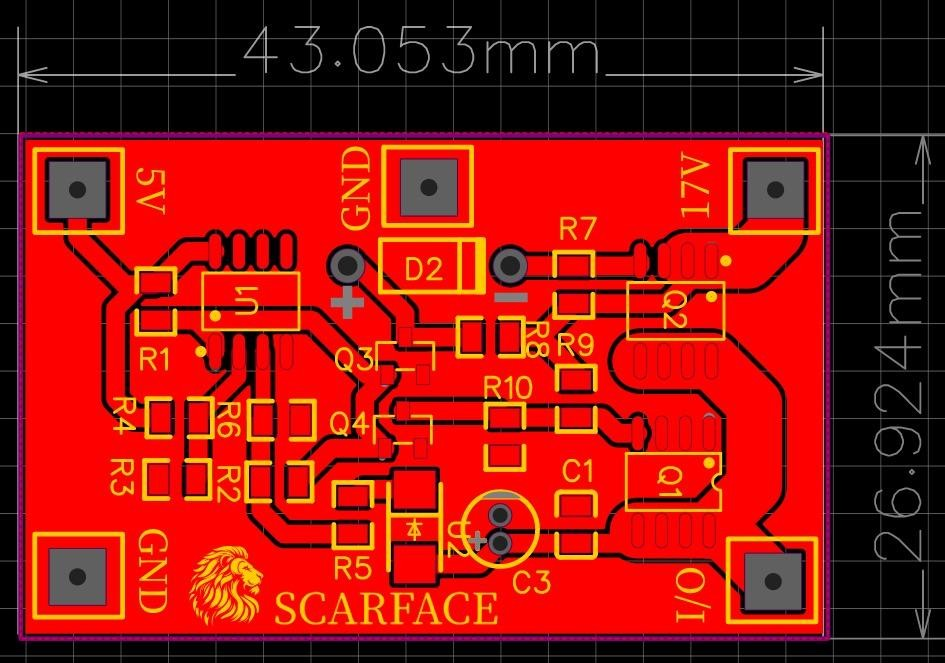 43.053mm
5V
GND
17V
R7
D2
+
U1
Q2
R1
Q3
R8
R9
R10
R4
R6
Q4
R3
R2
C1
Q1
U2
+
R5
C3
GND
SCARFACE
I/O
26.924mm